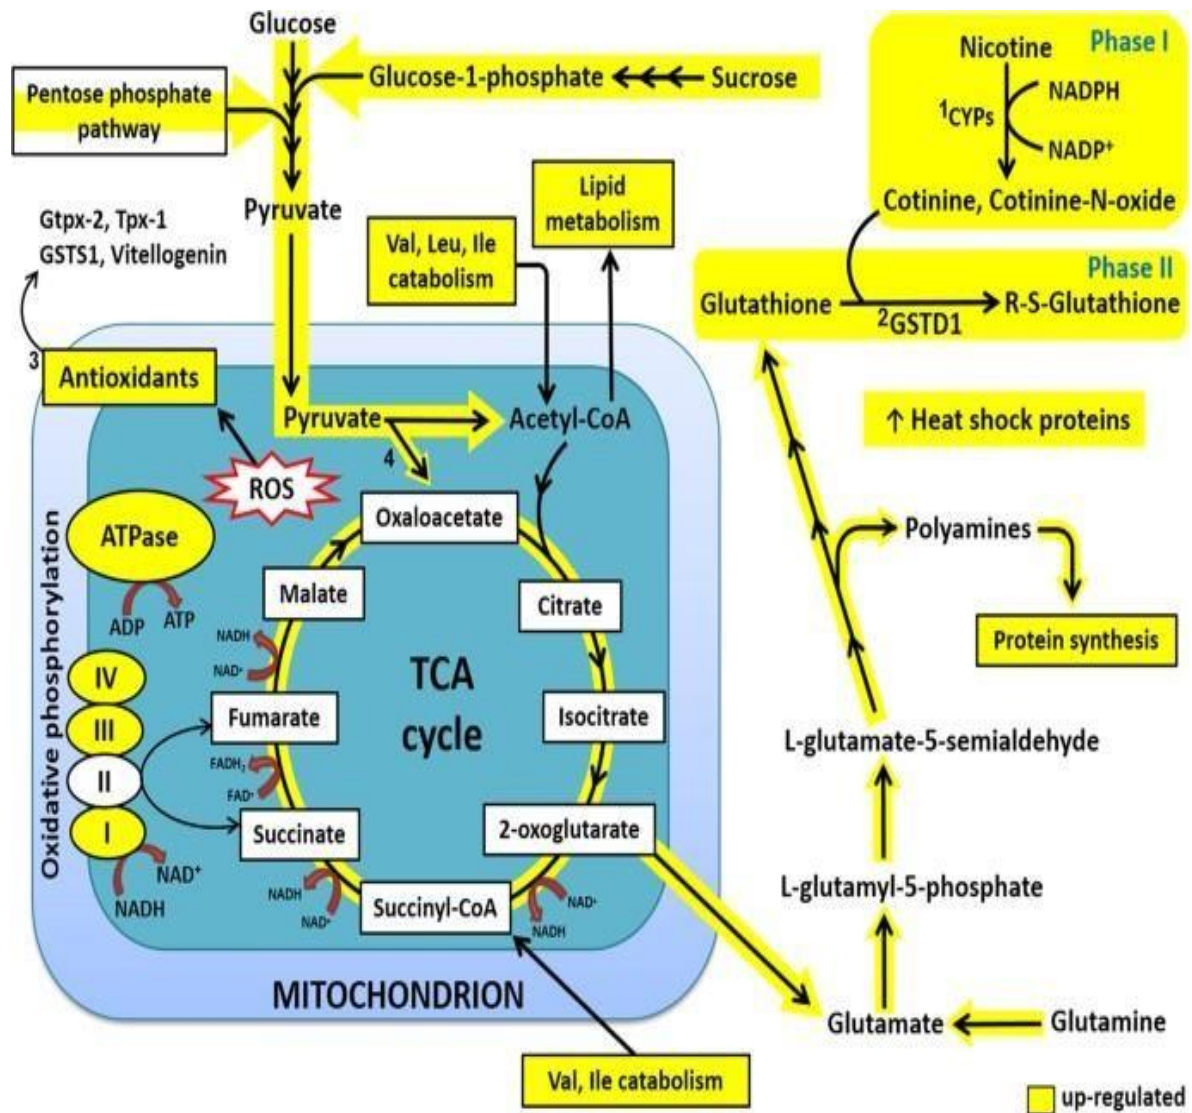 Glucose
Glucose-1-phosphate
Sucrose
Pentose phosphate
pathway
Pyruvate
Gtpx-2, Tpx-1
GSTS1, Vitellogenin
Val, Leu, Ile
catabolism
Lipid
metabolism
Phase I
Nicotine
NADPH
1CYPs
NADP+
Cotinine, Cotinine-N-oxide
Phase II
Glutathione
R-S-Glutathione
2GSTD1
3
Antioxidants
Pyruvate
Acetyl-CoA
4
↑ Heat shock proteins
ROS
Oxaloacetate
ATPase
ADP
ATP
Malate
Citrate
Polyamines
Protein synthesis
NADH
NAD+
TCA
cycle
Oxidative phosphorylation
IV
III
II
I
Fumarate
Isocitrate
FADH2
FAD+
Succinate
2-oxoglutarate
L-glutamate-5-semialdehyde
NAD+
NADH
NADH
NAD+
Succinyl-CoA
NAD+
NADH
L-glutamyl-5-phosphate
MITOCHONDRION
Glutamate
Glutamine
Val, Ile catabolism
up-regulated